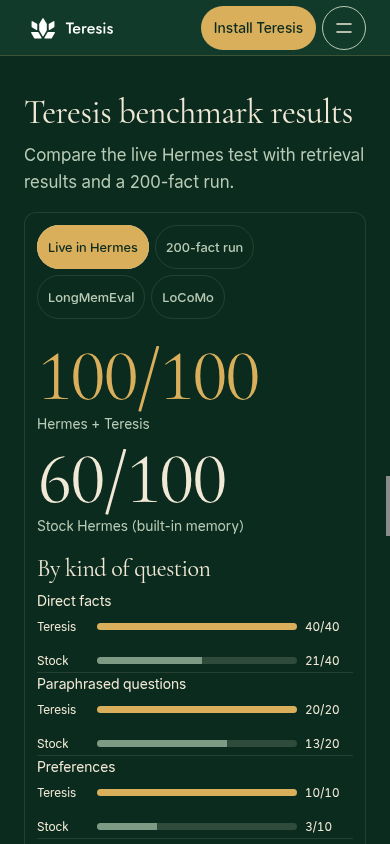 Teresis
Install Teresis
Teresis benchmark results
Compare the live Hermes test with retrieval
results and a 200-fact run.
Live in Hermes
200-fact run
LongMemEval
LoCoMo
100/100
Hermes + Teresis
60/100
Stock Hermes (built-in memory)
By kind of question
Direct facts
Teresis 40/40
Stock 21/40
Paraphrased questions
Teresis 20/20
Stock 13/20
Preferences
Teresis 10/10
Stock 3/10